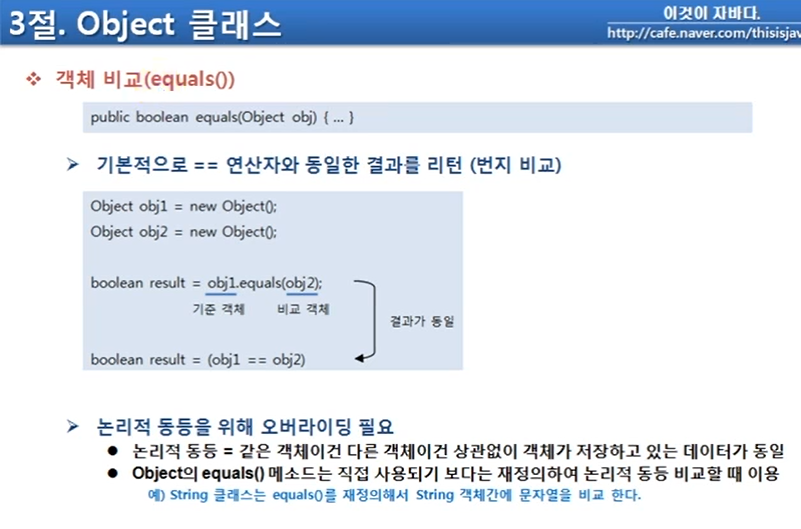 3절. Object 클래스
이것이 자바다.
http://cafe.naver.com/thisisjav
❖ 객체 비교(equals())
public boolean equals(Object obj) { ... }
➢ 기본적으로 == 연산자와 동일한 결과를 리턴 (번지 비교)
Object obj1 = new Object();
Object obj2 = new Object();
boolean result = obj1.equals(obj2);
기준 객체 비교 객체
결과가 동일
boolean result = (obj1 == obj2)
➢ 논리적 동등을 위해 오버라이딩 필요
● 논리적 동등 = 같은 객체이건 다른 객체이건 상관없이 객체가 저장하고 있는 데이터가 동일
● Object의 equals() 메소드는 직접 사용되기 보다는 재정의하여 논리적 동등 비교할 때 이용
예) String 클래스는 equals()를 재정의해서 String 객체간에 문자열을 비교 한다.